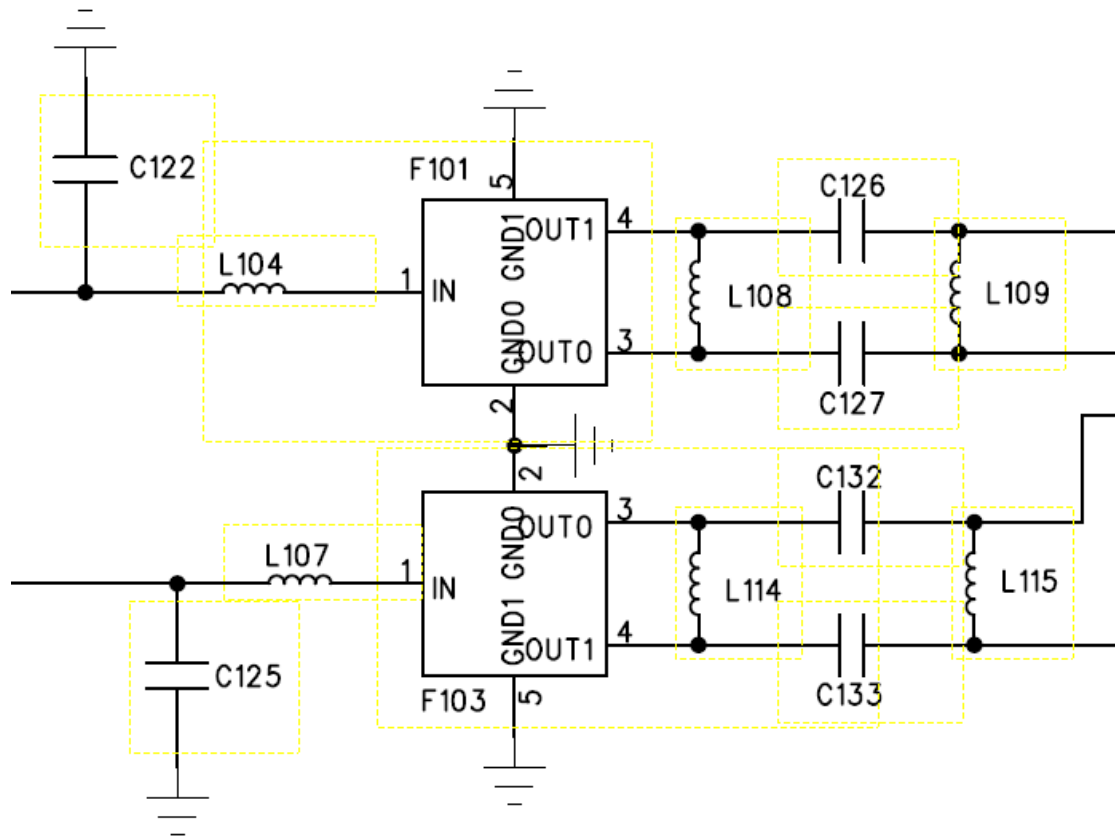 C122
F101
5
C126
OUT1
4
GND1
L104
1
IN
L108
L109
GND0
OUT0
3
2
C127
2
C132
3
OUT0
GND0
L107
1
IN
L114
L115
GND1
OUT1
4
C125
F103
5
C133